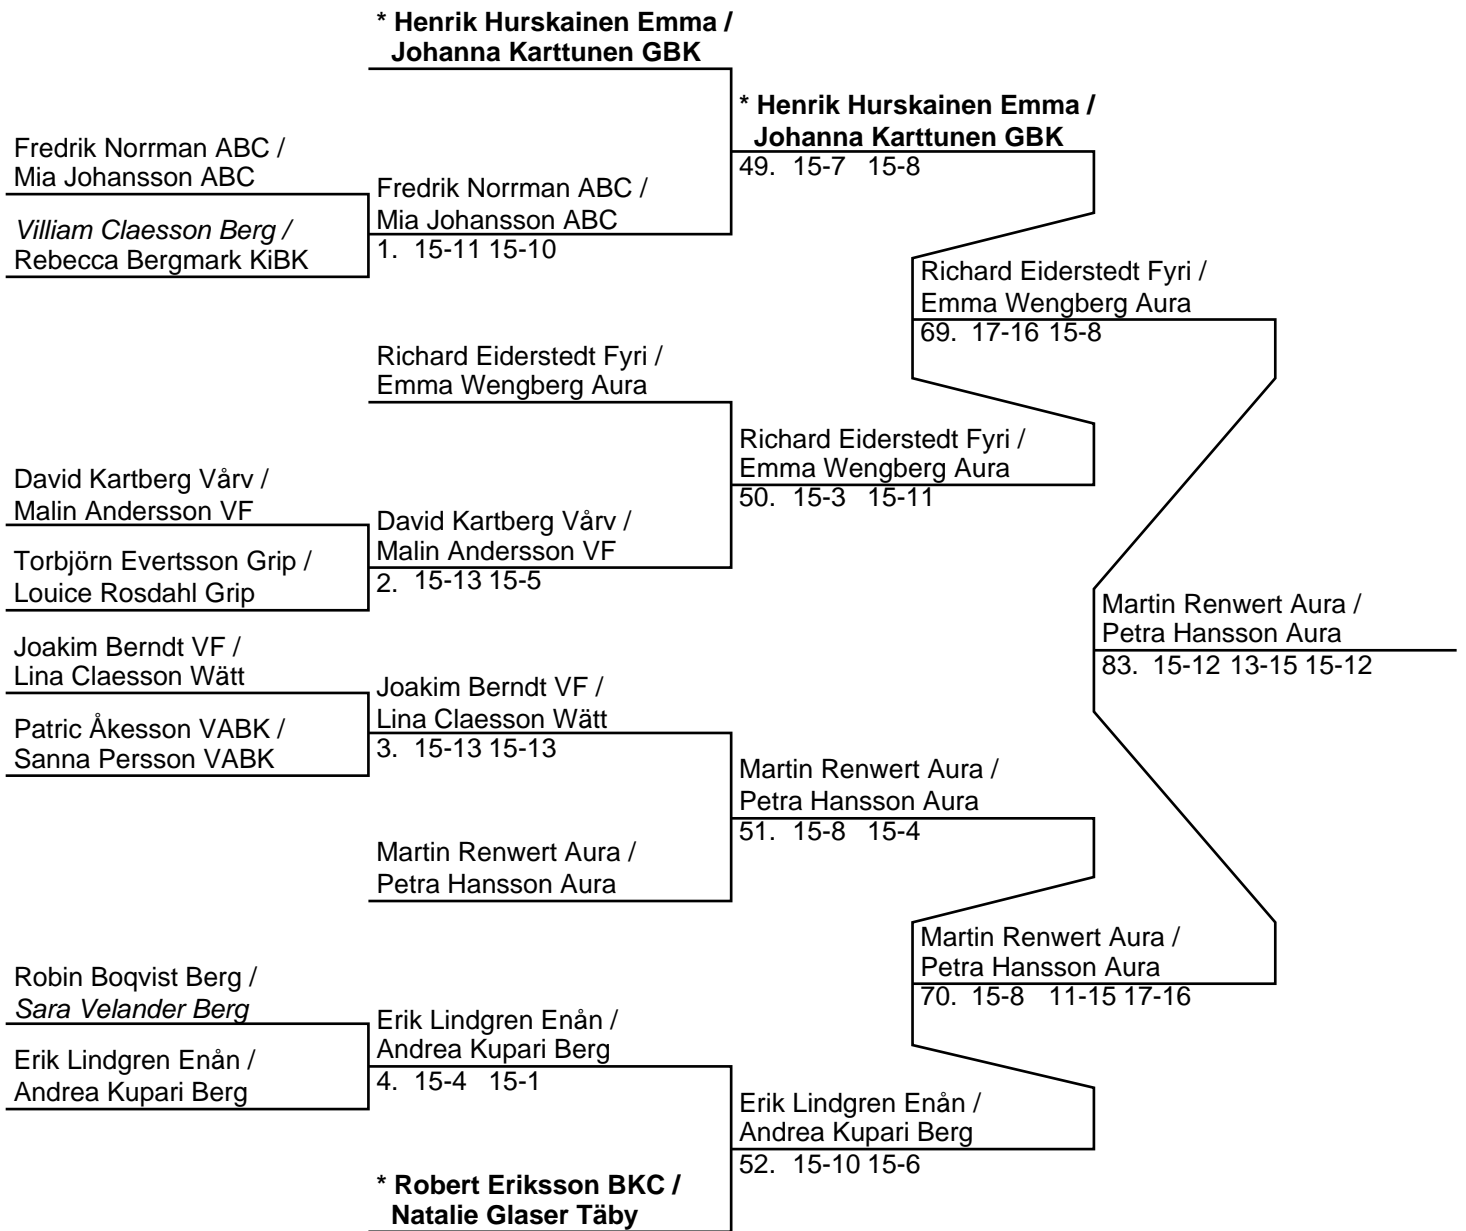 * Henrik Hurskainen Emma /
Johanna Karttunen GBK
* Henrik Hurskainen Emma /
Johanna Karttunen GBK
49. 15-7 15-8
Fredrik Norrman ABC /
Mia Johansson ABC
Fredrik Norrman ABC /
Mia Johansson ABC
1. 15-11 15-10
Villiam Claesson Berg /
Rebecca Bergmark KiBK
Richard Eiderstedt Fyri /
Emma Wengberg Aura
69. 17-16 15-8
Richard Eiderstedt Fyri /
Emma Wengberg Aura
Richard Eiderstedt Fyri /
Emma Wengberg Aura
50. 15-3 15-11
David Kartberg Vårv /
Malin Andersson VF
David Kartberg Vårv /
Malin Andersson VF
2. 15-13 15-5
Torbjörn Evertsson Grip /
Louice Rosdahl Grip
Martin Renwert Aura /
Petra Hansson Aura
83. 15-12 13-15 15-12
Joakim Berndt VF /
Lina Claesson Wätt
Joakim Berndt VF /
Lina Claesson Wätt
3. 15-13 15-13
Patric Åkesson VABK /
Sanna Persson VABK
Martin Renwert Aura /
Petra Hansson Aura
51. 15-8 15-4
Martin Renwert Aura /
Petra Hansson Aura
Martin Renwert Aura /
Petra Hansson Aura
70. 15-8 11-15 17-16
Robin Boqvist Berg /
Sara Velander Berg
Erik Lindgren Enån /
Andrea Kupari Berg
4. 15-4 15-1
Erik Lindgren Enån /
Andrea Kupari Berg
Erik Lindgren Enån /
Andrea Kupari Berg
52. 15-10 15-6
* Robert Eriksson BKC /
Natalie Glaser Täby